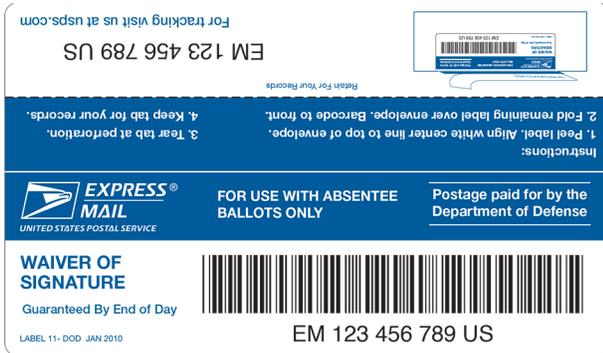 For tracking visit us at usps.com
EM 123 456 789 US
Retain For Your Records
Instructions:
1. Peel label. Align white center line to top of envelope.
2. Fold remaining label over envelope. Barcode to front.
3. Tear tab at perforation.
4. Keep tab for your records.
EXPRESS®
MAIL
UNITED STATES POSTAL SERVICE
FOR USE WITH ABSENTEE
BALLOTS ONLY
Postage paid for by the
Department of Defense
WAIVER OF
SIGNATURE
Guaranteed By End of Day
LABEL 11- DOD JAN 2010
EM 123 456 789 US